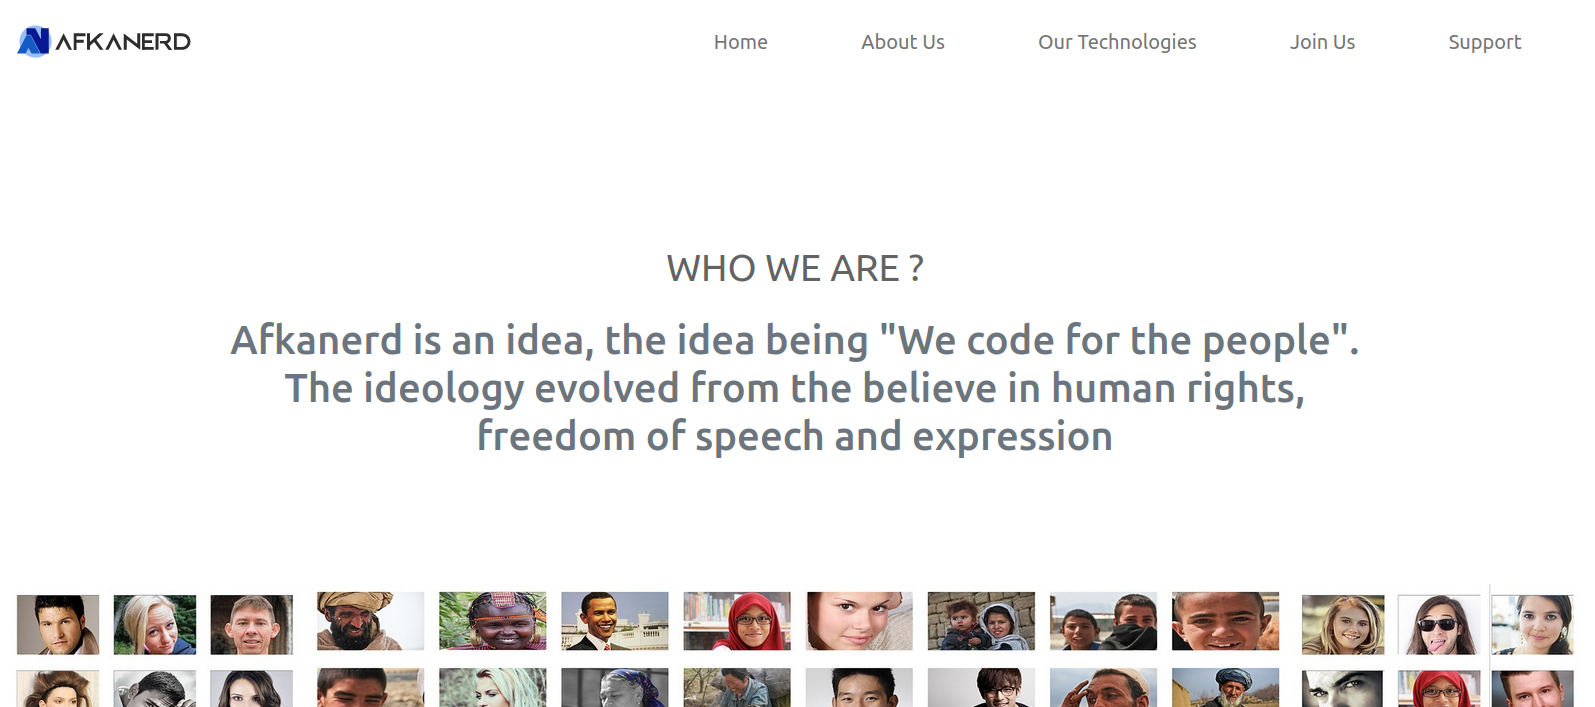 AFKANERD
Home About Us Our Technologies Join Us Support
WHO WE ARE ?
Afkanerd is an idea, the idea being "We code for the people".
The ideology evolved from the believe in human rights,
freedom of speech and expression